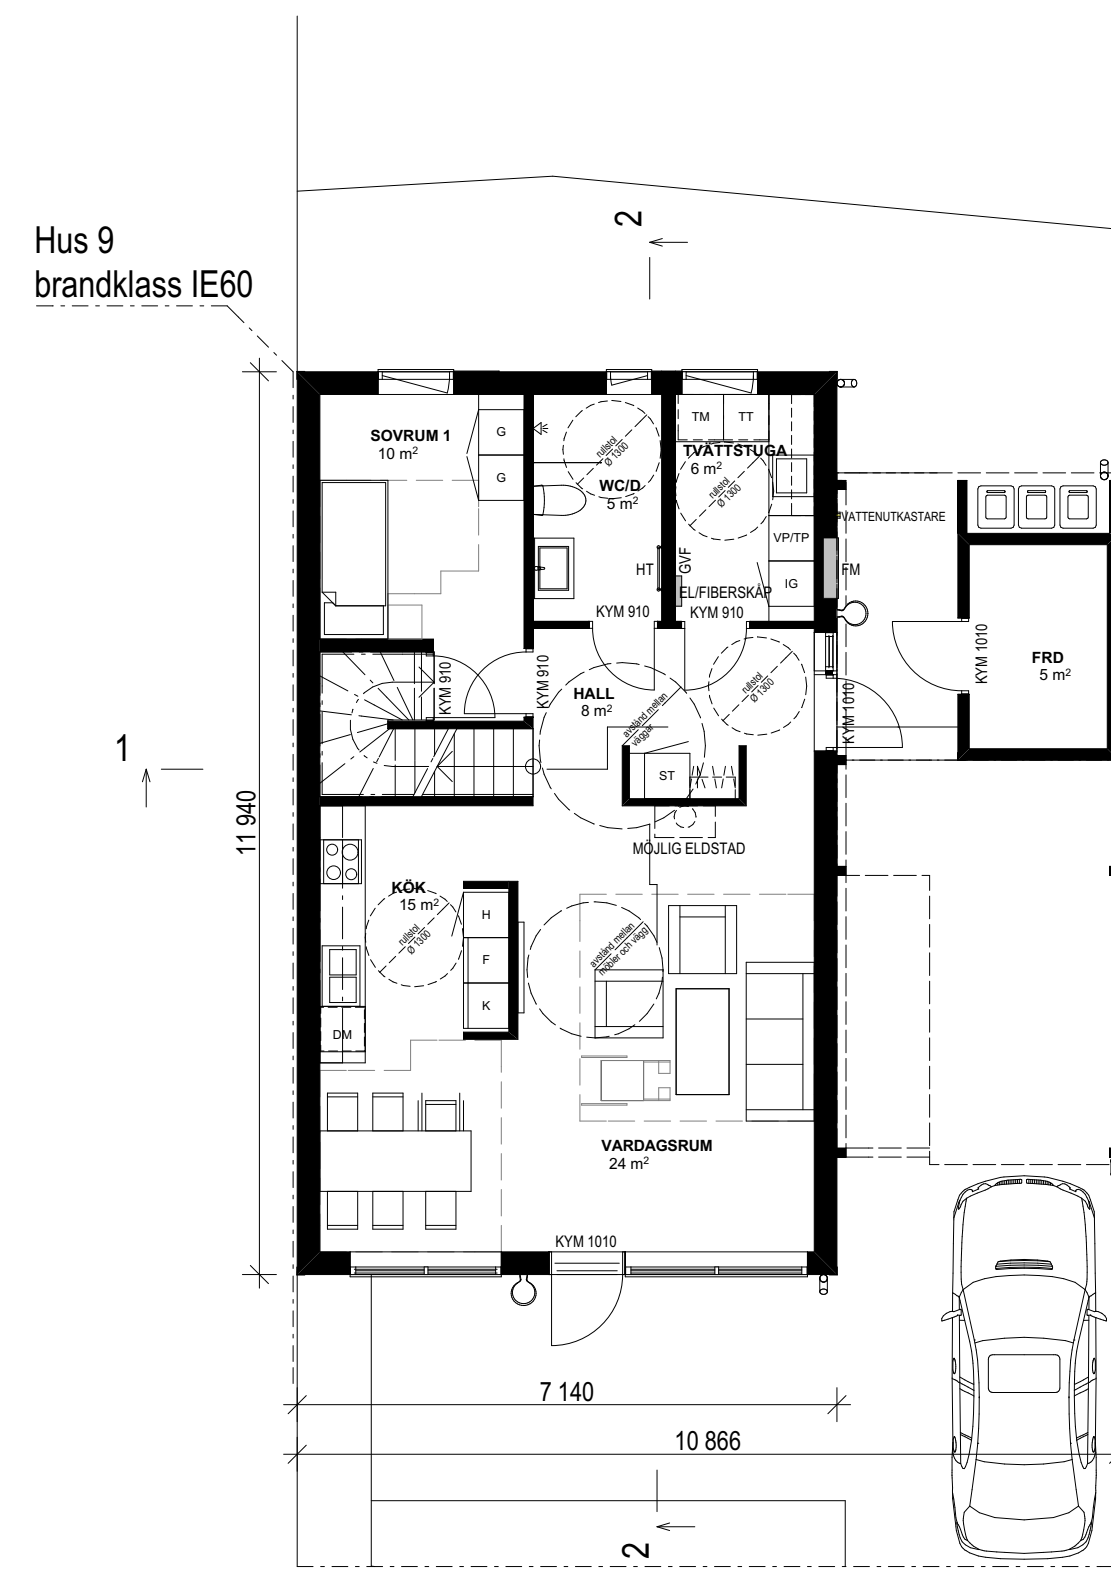 2
Hus 9
brandklass IE60
SOVRUM 1
10 m²
G
G
rullstol
Ø 1300
WC/D
5 m²
TM
TT
TVÄTTSTUGA
6 m²
rullstol
Ø 1300
VATTENUTKASTARE
VP/TP
HT
GVF
IG
FM
EL/FIBERSKÅP
KYM 910
KYM 910
KYM 910
KYM 910
HALL
8 m²
rullstol
Ø 1300
avstånd mellan
väggar
KYM 1010
KYM 1010
FRD
5 m²
1
ST
MÖJLIG ELDSTAD
11 940
KÖK
15 m²
rullstol
Ø 1300
H
F
K
DM
avstånd mellan
möbler och vägg
VARDAGSRUM
24 m²
KYM 1010
7 140
10 866
2